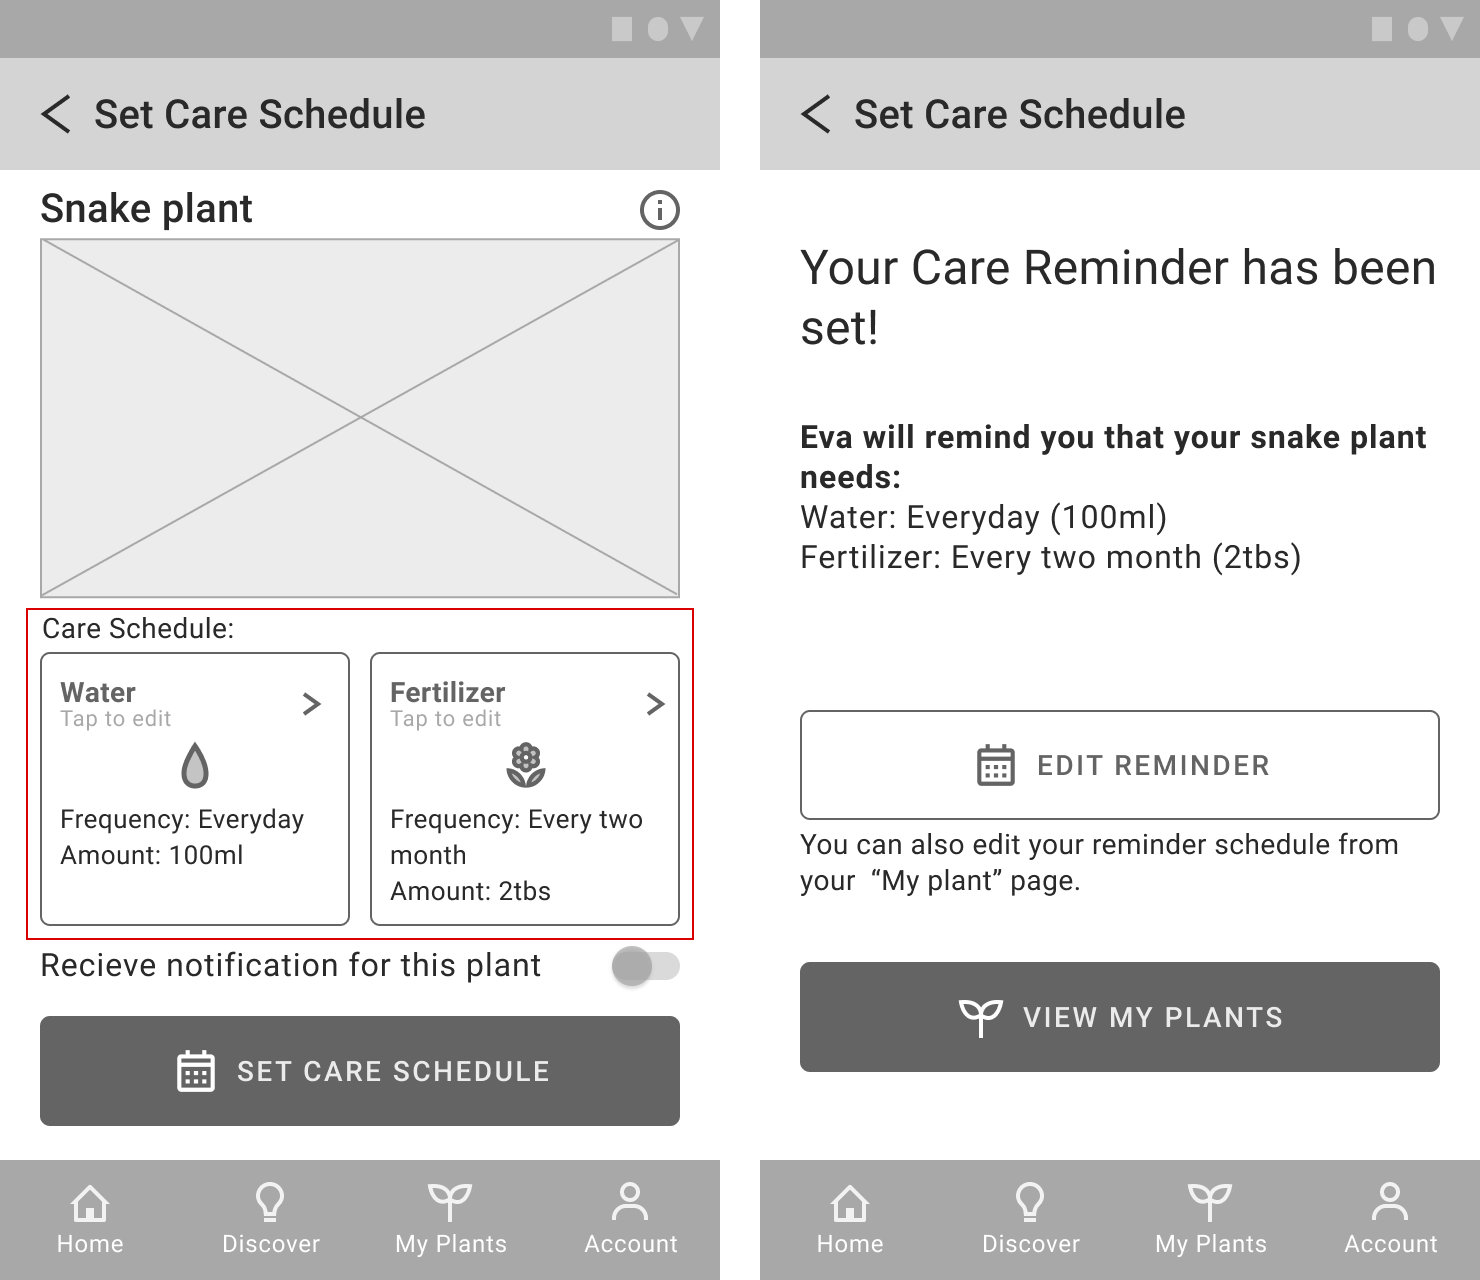 Set Care Schedule
Snake plant
Care Schedule:
Water
Tap to edit
Frequency: Everyday
Amount: 100ml
Fertilizer
Tap to edit
Frequency: Every two
month
Amount: 2tbs
Recieve notification for this plant
SET CARE SCHEDULE
Home
Discover
My Plants
Account
Set Care Schedule
Your Care Reminder has been
set!
Eva will remind you that your snake plant
needs:
Water: Everyday (100ml)
Fertilizer: Every two month (2tbs)
EDIT REMINDER
You can also edit your reminder schedule from
your  “My plant” page.
VIEW MY PLANTS
Home
Discover
My Plants
Account